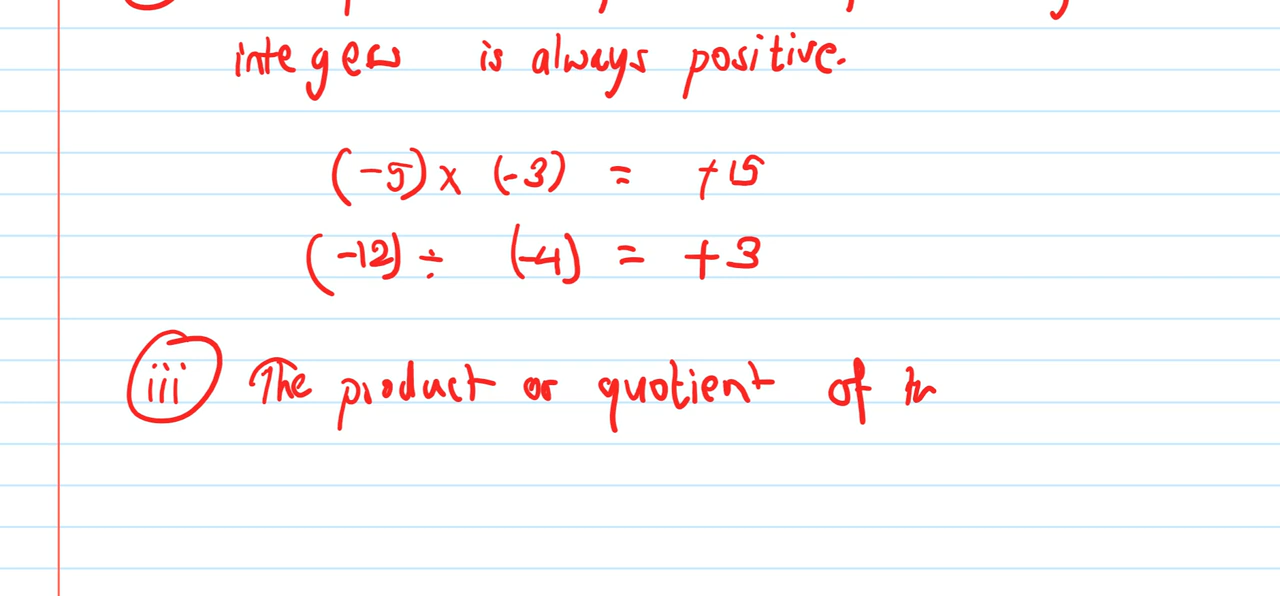 integers is always positive.
(-5) × (-3) = +15
(-12) ÷ (-4) = +3
iii The product or quotient of